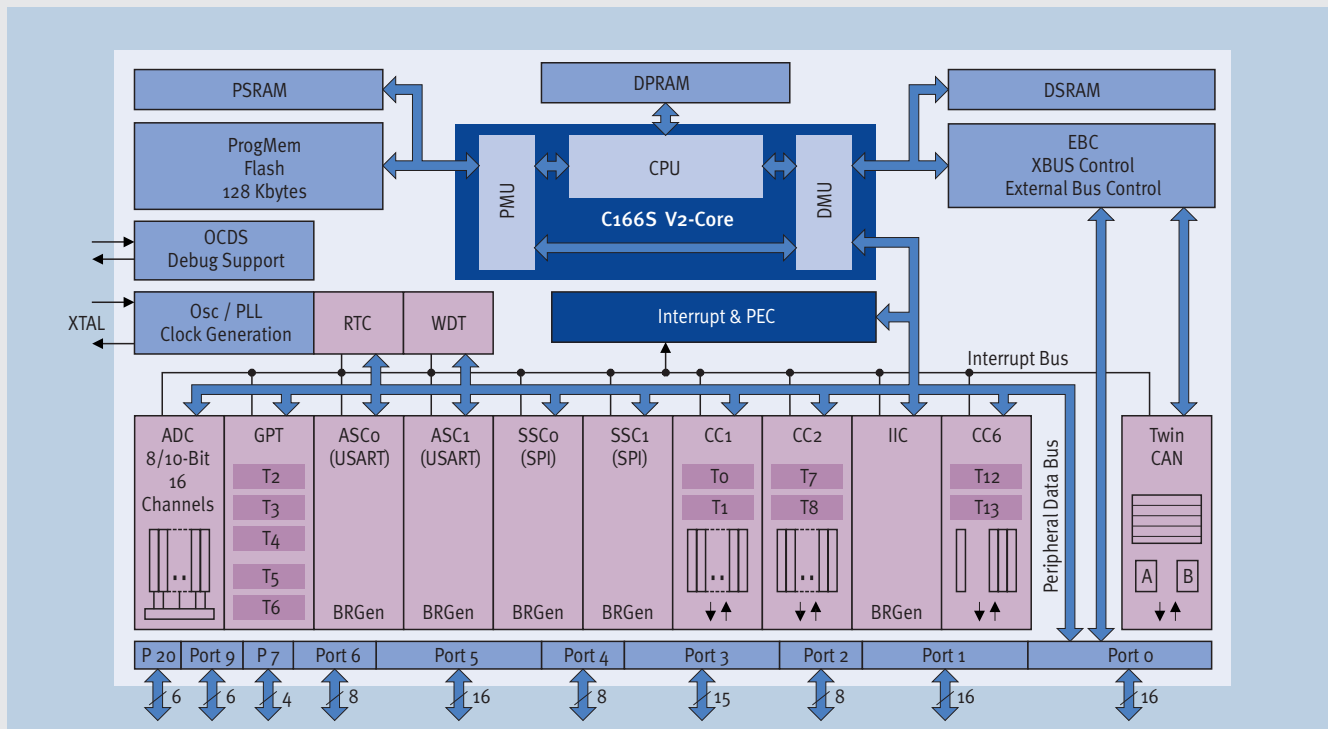 PSRAM
DPRAM
DSRAM
ProgMem
Flash
128 Kbytes
PMU
CPU
DMU
C166S V2-Core
EBC
XBUS Control
External Bus Control
OCDS
Debug Support
XTAL
Osc / PLL
Clock Generation
RTC
WDT
Interrupt & PEC
Interrupt Bus
ADC
8/10-Bit
16
Channels
GPT
T2
T3
T4
T5
T6
ASC0
(USART)
BRGen
ASC1
(USART)
BRGen
SSC0
(SPI)
BRGen
SSC1
(SPI)
BRGen
CC1
T0
T1
CC2
T7
T8
IIC
BRGen
CC6
T12
T13
Peripheral Data Bus
Twin
CAN
A
B
P 20
Port 9
P 7
Port 6
Port 5
Port 4
Port 3
Port 2
Port 1
Port 0
6
6
4
8
16
8
15
8
16
16